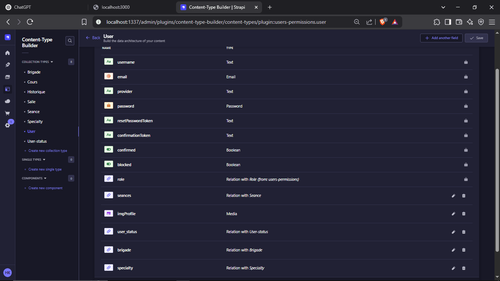 ChatGPT
localhost:3000
Content-Type Builder | Strapi
localhost:1337/admin/plugins/content-type-builder/content-types/plugin::users-permissions.user
Content-Type
Builder
COLLECTION TYPES
Brigade
Cours
Historique
Salle
Seance
Specialty
User
User-status
Create new collection type
SINGLE TYPES
Create new single type
COMPONENTS
Create new component
Back
User
Build the data architecture of your content
Add another field
Save
NAME TYPE
username Text
email Email
provider Text
password Password
resetPasswordToken Text
confirmationToken Text
confirmed Boolean
blocked Boolean
role Relation with Role (from: users-permissions)
seances Relation with Seance
imgProfile Media
user_status Relation with User-status
brigade Relation with Brigade
specialty Relation with Specialty